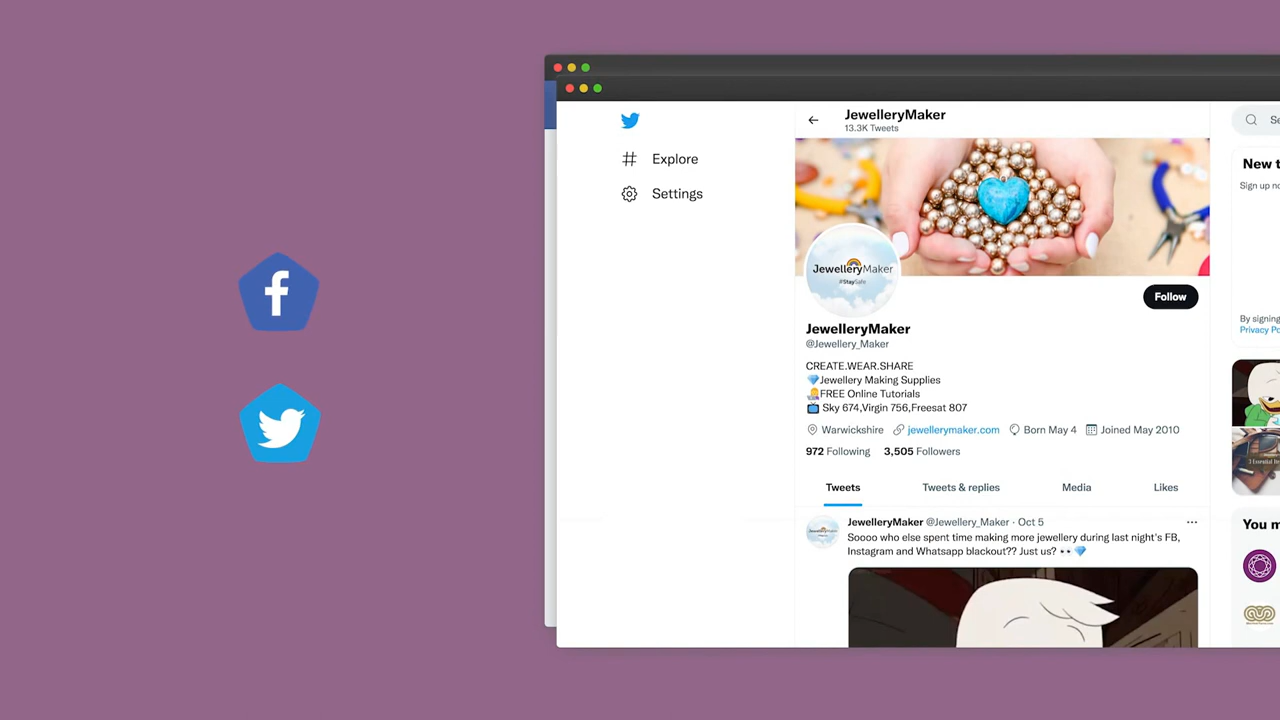 JewelleryMaker
13.3K Tweets
Explore
Settings
JewelleryMaker
#StaySafe
Follow
JewelleryMaker
@Jewellery_Maker
CREATE.WEAR.SHARE
💎Jewellery Making Supplies
FREE Online Tutorials
📺 Sky 674,Virgin 756,Freesat 807
Warwickshire jewellerymaker.com Born May 4 Joined May 2010
972 Following 3,505 Followers
Tweets Tweets & replies Media Likes
JewelleryMaker @Jewellery_Maker · Oct 5 ···
Soooo who else spent time making more jewellery during last night's FB,
Instagram and Whatsapp blackout?? Just us? 👀 💎
Se
New t
Sign up no
By signing
Privacy Po
3 Essential
You m